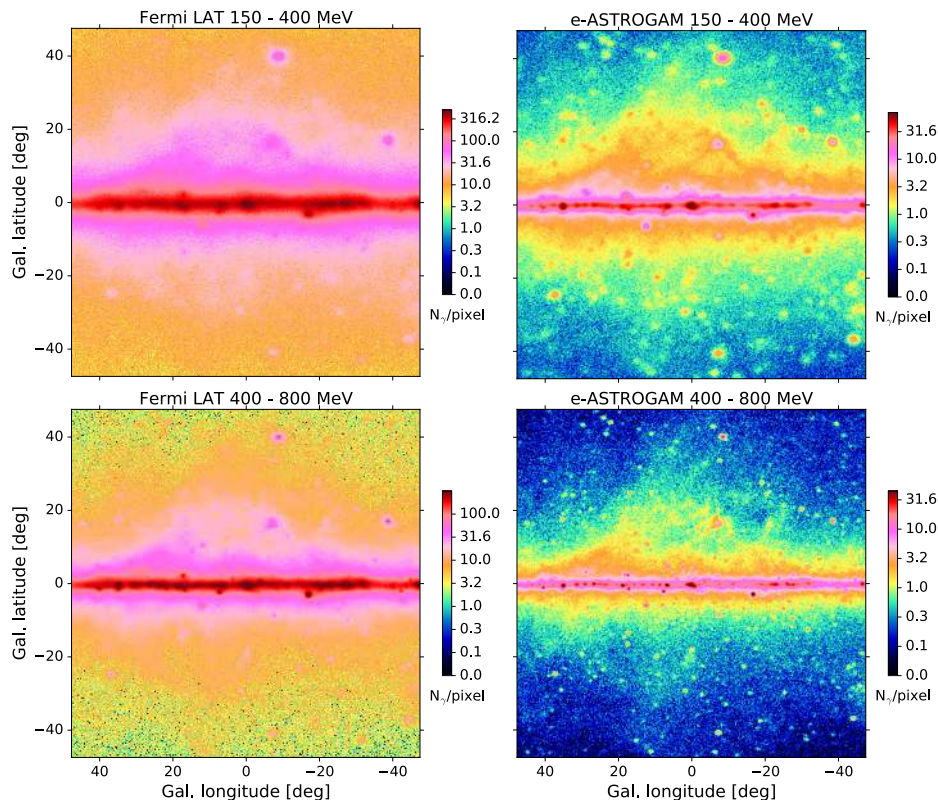 Fermi LAT 150 - 400 MeV
e-ASTROGAM 150 - 400 MeV
Gal. latitude [deg]
40
20
0
−20
−40
316.2
100.0
31.6
10.0
3.2
1.0
0.3
0.1
0.0
Nγ/pixel
31.6
10.0
3.2
1.0
0.3
0.1
0.0
Nγ/pixel
Fermi LAT 400 - 800 MeV
e-ASTROGAM 400 - 800 MeV
Gal. latitude [deg]
40
20
0
−20
−40
100.0
31.6
10.0
3.2
1.0
0.3
0.1
0.0
Nγ/pixel
31.6
10.0
3.2
1.0
0.3
0.1
0.0
Nγ/pixel
40 20 0 −20 −40
Gal. longitude [deg]
40 20 0 −20 −40
Gal. longitude [deg]